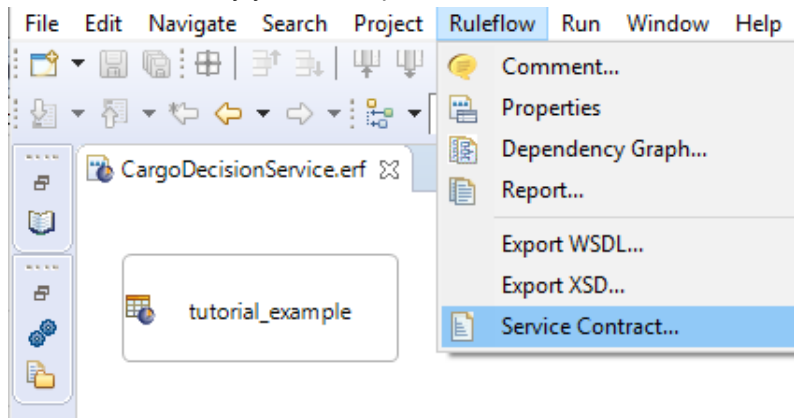 File Edit Navigate Search Project Ruleflow Run Window Help
Comment...
Properties
CargoDecisionService.erf
Dependency Graph...
Report...
Export WSDL...
Export XSD...
tutorial_example
Service Contract...